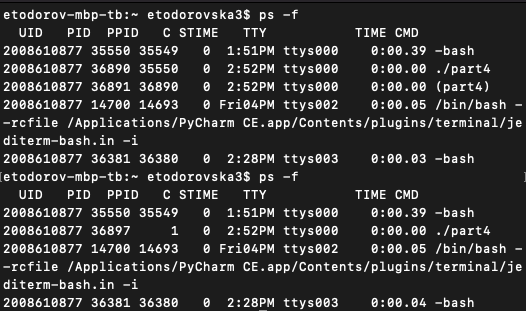 etodorov-mbp-tb:~ etodorovska3$ ps -f
  UID   PID  PPID   C STIME   TTY           TIME CMD
2008610877 35550 35549   0  1:51PM ttys000    0:00.39 -bash
2008610877 36890 35550   0  2:52PM ttys000    0:00.00 ./part4
2008610877 36891 36890   0  2:52PM ttys000    0:00.00 (part4)
2008610877 14700 14693   0 Fri04PM ttys002    0:00.05 /bin/bash -
-rcfile /Applications/PyCharm CE.app/Contents/plugins/terminal/je
diterm-bash.in -i
2008610877 36381 36380   0  2:28PM ttys003    0:00.03 -bash
[etodorov-mbp-tb:~ etodorovska3$ ps -f
  UID   PID  PPID   C STIME   TTY           TIME CMD
2008610877 35550 35549   0  1:51PM ttys000    0:00.39 -bash
2008610877 36897     1   0  2:52PM ttys000    0:00.00 ./part4
2008610877 14700 14693   0 Fri04PM ttys002    0:00.05 /bin/bash -
-rcfile /Applications/PyCharm CE.app/Contents/plugins/terminal/je
diterm-bash.in -i
2008610877 36381 36380   0  2:28PM ttys003    0:00.04 -bash